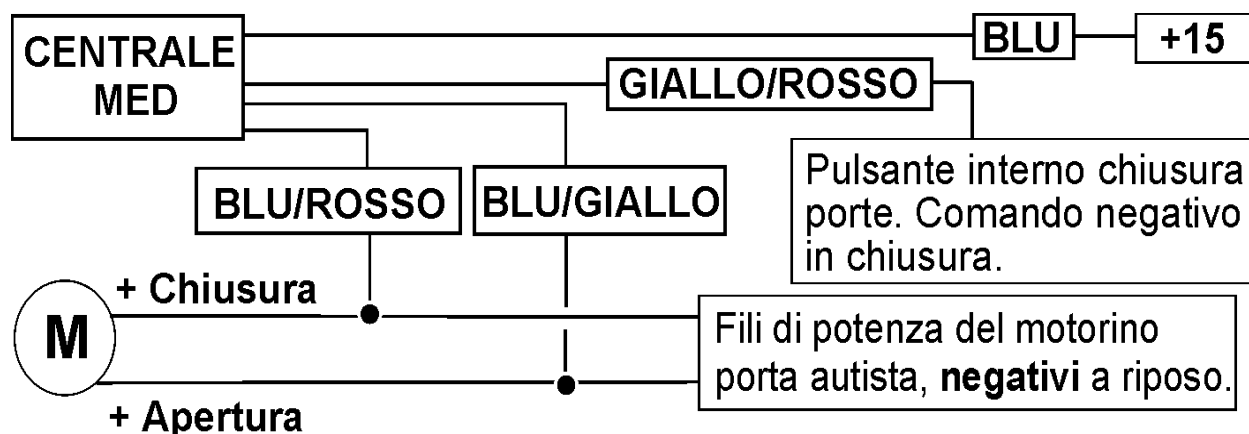 CENTRALE
MED
BLU
+15
GIALLO/ROSSO
Pulsante interno chiusura
porte. Comando negativo
in chiusura.
BLU/ROSSO
BLU/GIALLO
+ Chiusura
M
Fili di potenza del motorino
porta autista, negativi a riposo.
+ Apertura